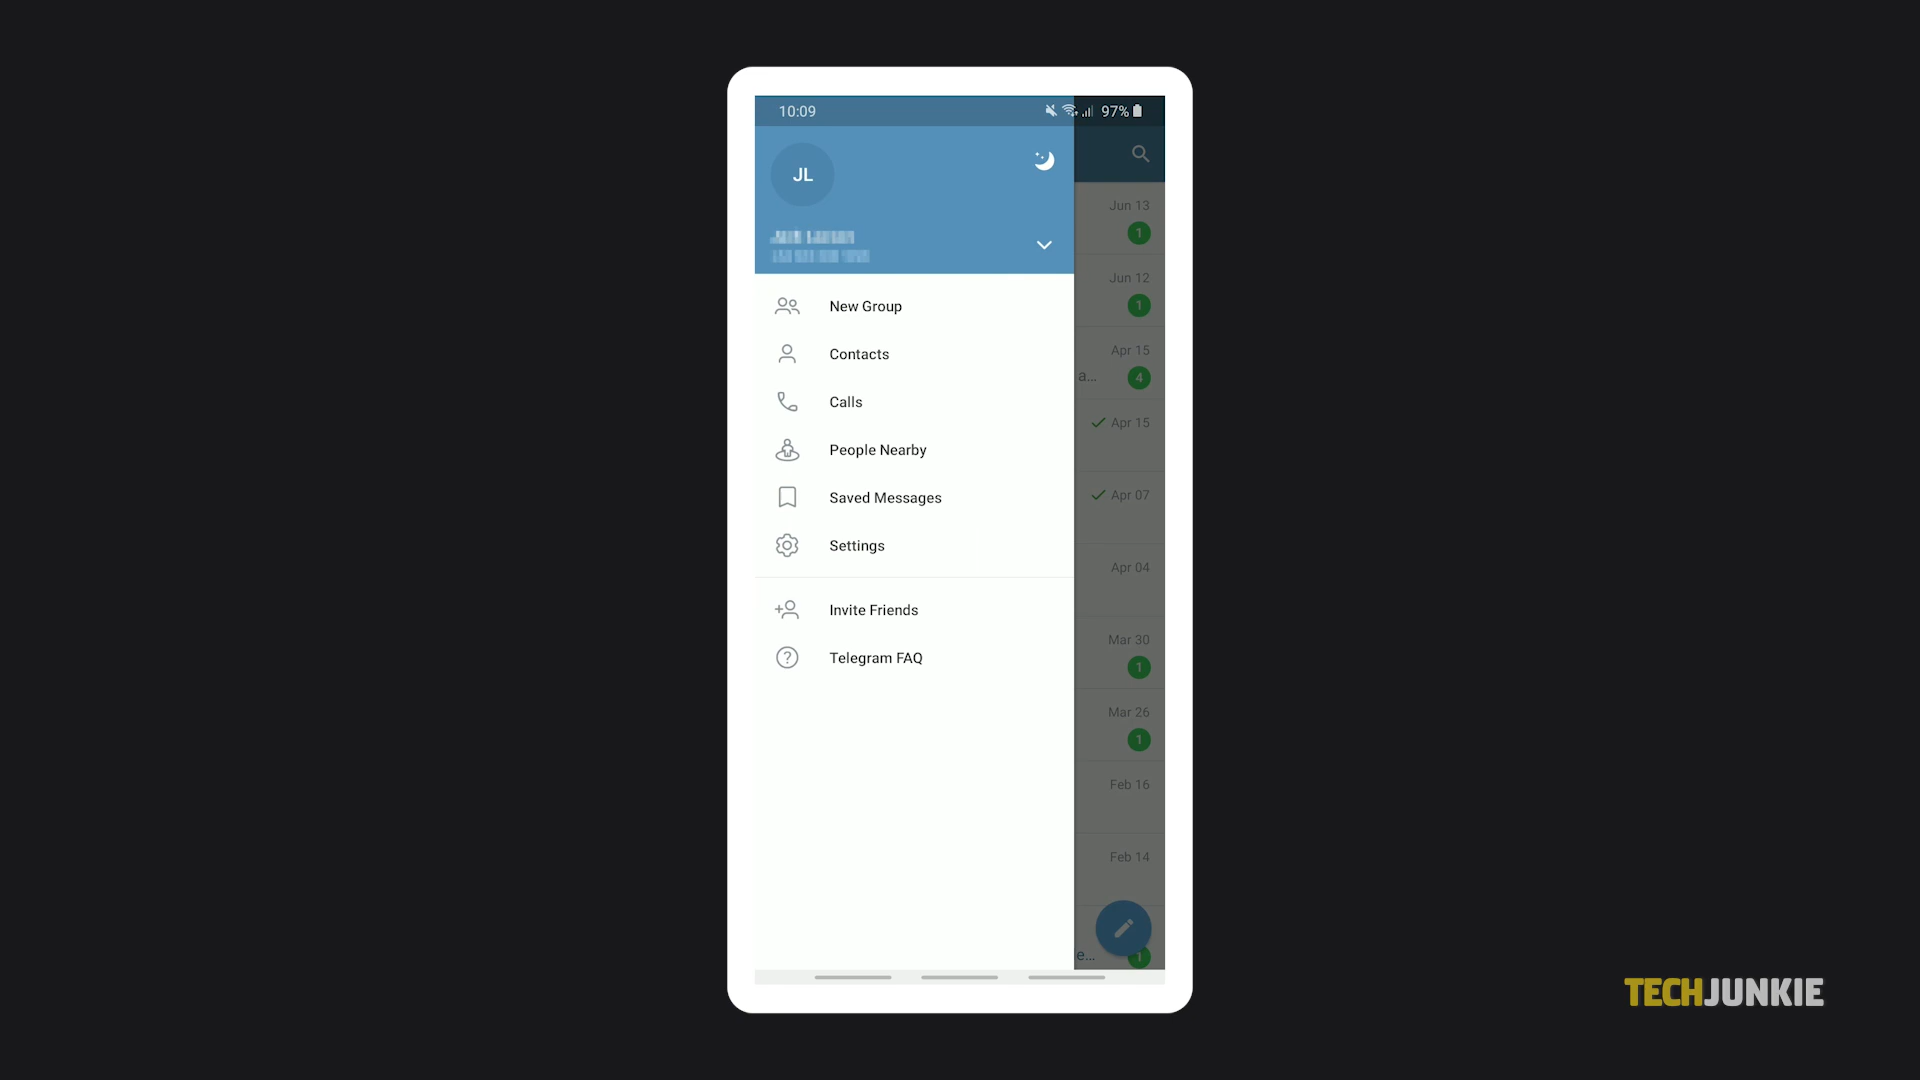 10:09
97%
JL
New Group
Contacts
Calls
People Nearby
Saved Messages
Settings
Invite Friends
Telegram FAQ
Jun 13
1
Jun 12
1
Apr 15
a...
4
Apr 15
Apr 07
Apr 04
Mar 30
1
Mar 26
1
Feb 16
Feb 14
e...
1
TECHJUNKIE